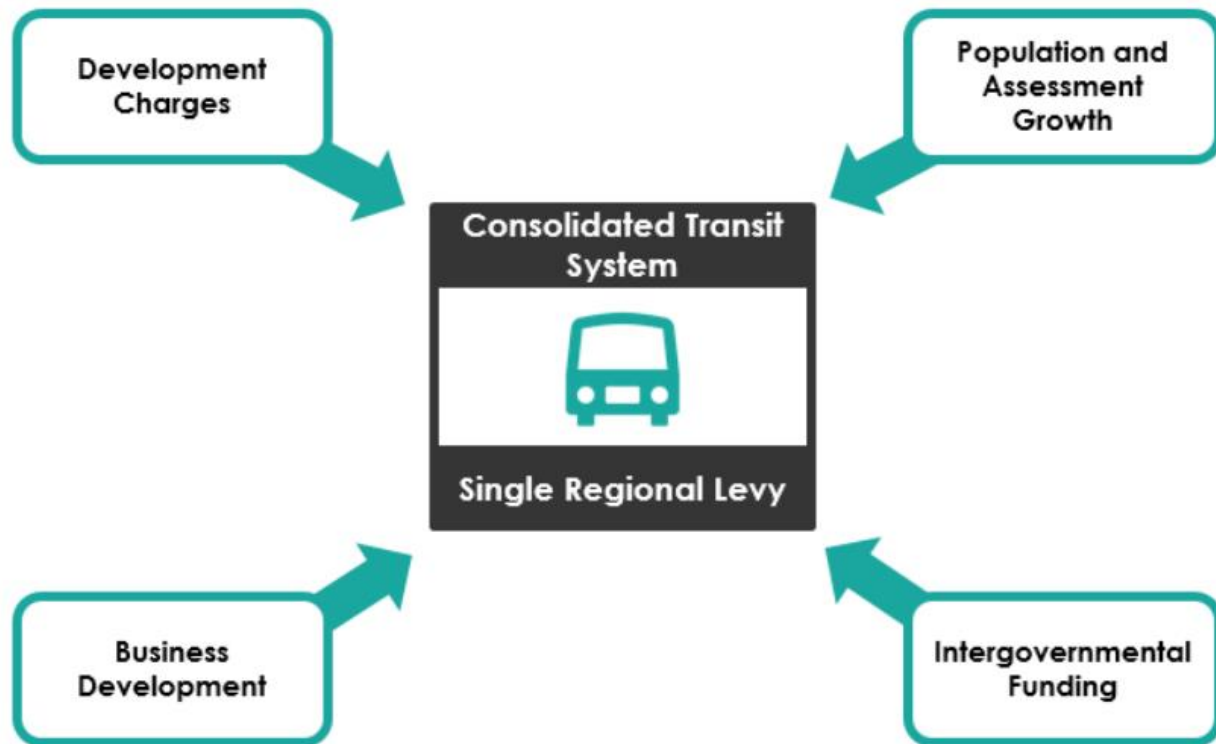 Development
Charges
Population and
Assessment
Growth
Consolidated Transit
System
Single Regional Levy
Business
Development
Intergovernmental
Funding